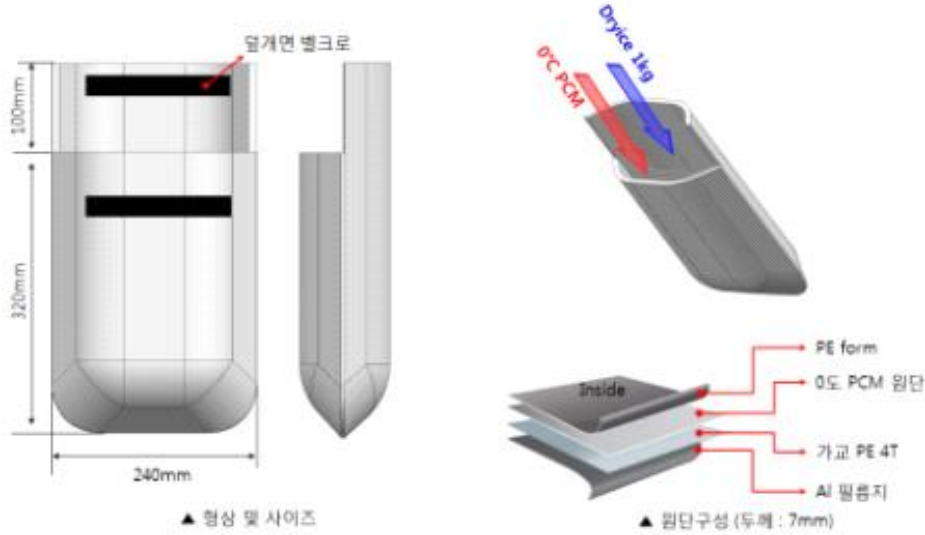 덮개면 벨크로
100mm
320mm
240mm
▲ 형상 및 사이즈
0℃ PCM
Dryice 1kg
Inside
PE form
0도 PCM 원단
가교 PE 4T
Al 필름지
▲ 원단구성 (두께 : 7mm)